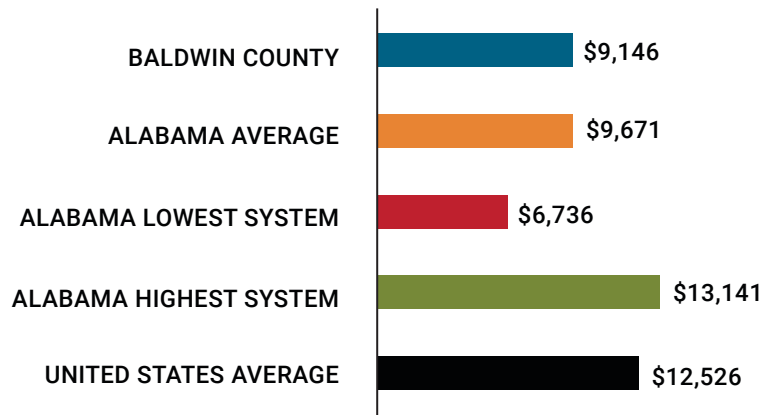 BALDWIN COUNTY $9,146
ALABAMA AVERAGE $9,671
ALABAMA LOWEST SYSTEM $6,736
ALABAMA HIGHEST SYSTEM $13,141
UNITED STATES AVERAGE $12,526